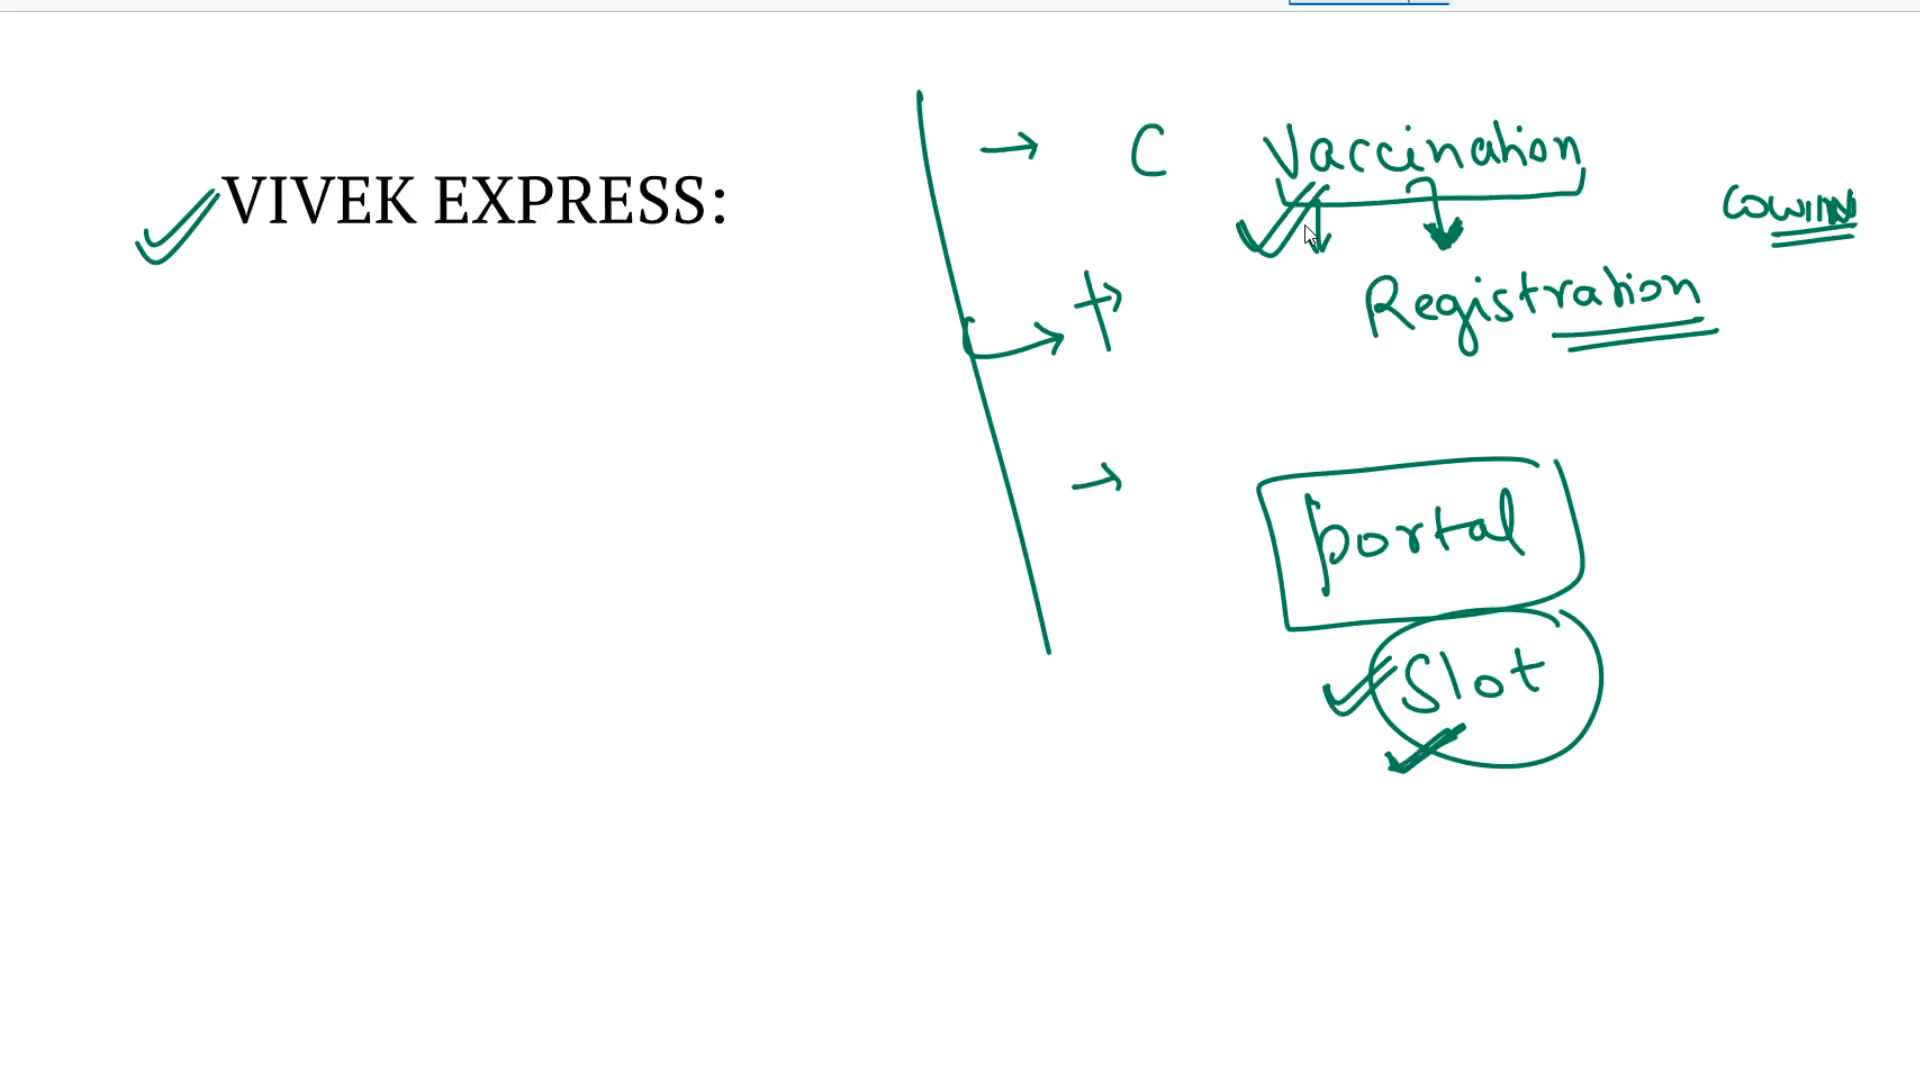 VIVEK EXPRESS:
C Vaccination
COWIN
Registration
portal
Slot